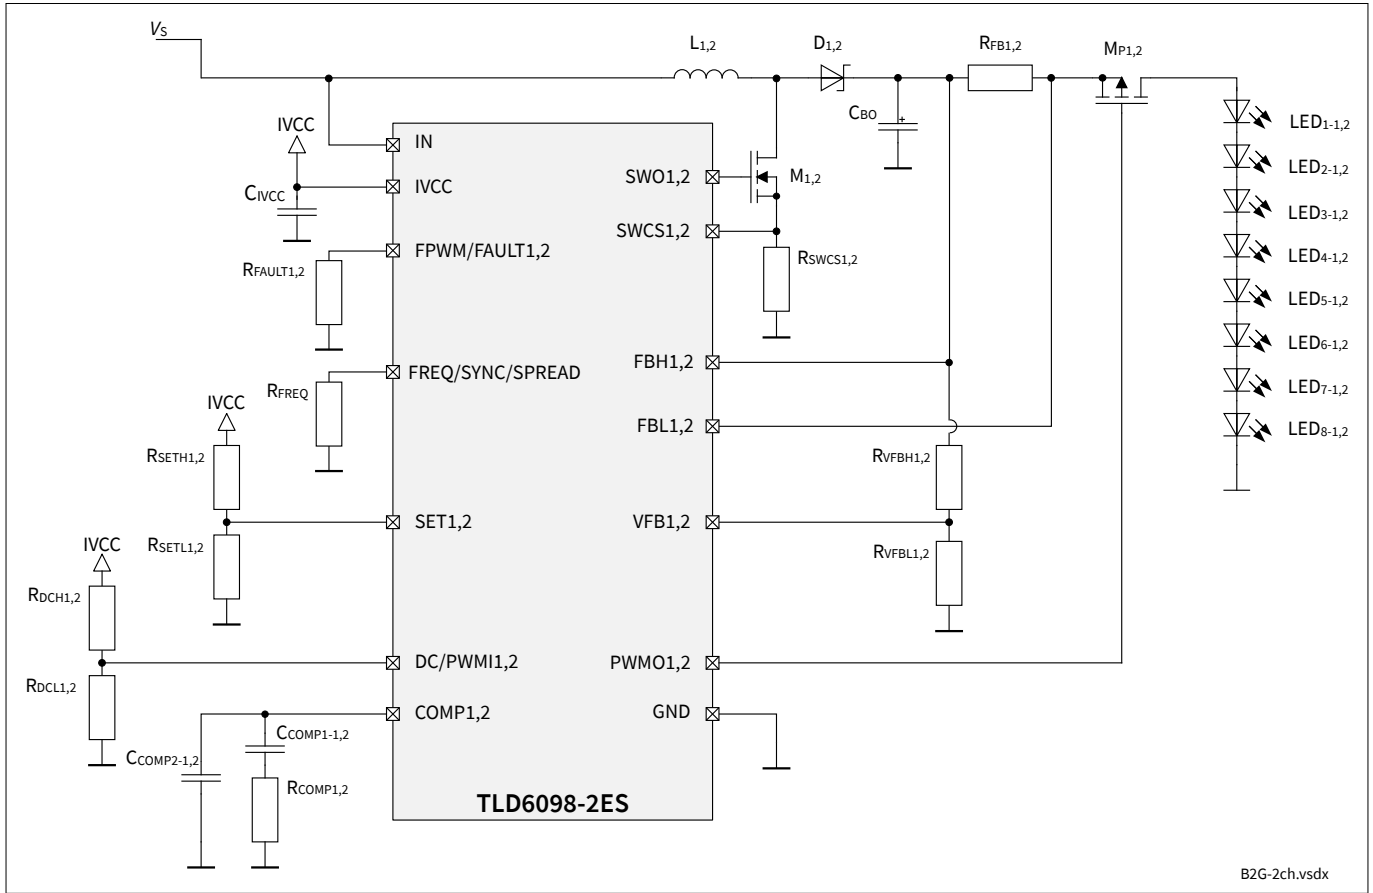 VS
L1,2
D1,2
RFB1,2
MP1,2
CBO
IVCC
IN
IVCC
CIVCC
SWO1,2
M1,2
SWCS1,2
RSWCS1,2
FPWM/FAULT1,2
RFAULT1,2
FREQ/SYNC/SPREAD
RFREQ
FBH1,2
FBL1,2
IVCC
RSETH1,2
RVFBH1,2
SET1,2
VFB1,2
RSETL1,2
RVFBL1,2
IVCC
RDCH1,2
DC/PWMI1,2
PWMO1,2
RDCL1,2
COMP1,2
GND
CCOMP1-1,2
CCOMP2-1,2
RCOMP1,2
TLD6098-2ES
LED1-1,2
LED2-1,2
LED3-1,2
LED4-1,2
LED5-1,2
LED6-1,2
LED7-1,2
LED8-1,2
B2G-2ch.vsdx